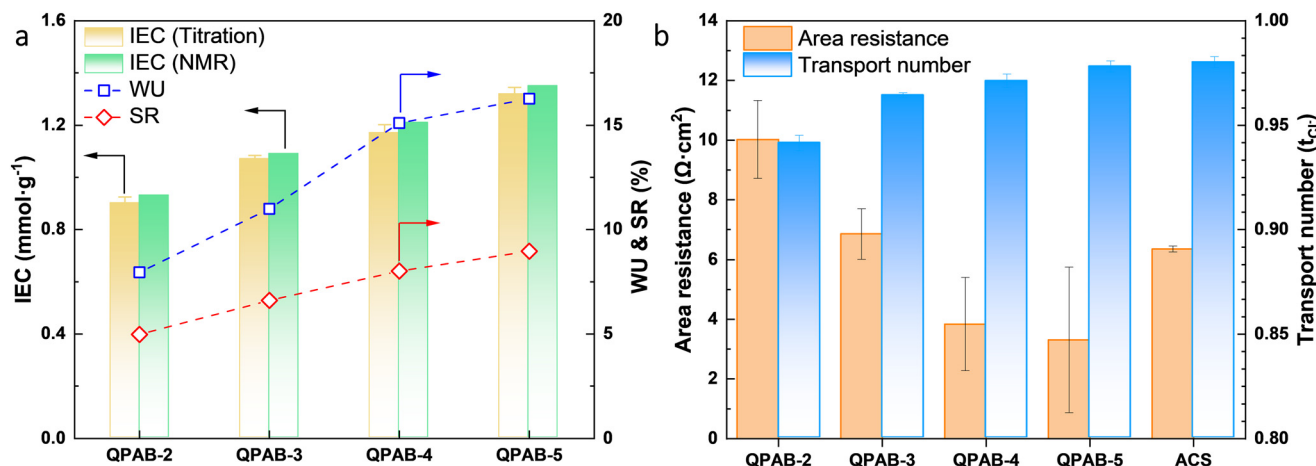 a
IEC (Titration)
IEC (NMR)
WU
SR
IEC (mmol·g⁻¹)
1.6
1.2
0.8
0.4
0.0
20
15
10
5
0
WU & SR (%)
QPAB-2 QPAB-3 QPAB-4 QPAB-5
b
Area resistance
Transport number
Area resistance (Ω·cm²)
14
12
10
8
6
4
2
0
1.00
0.95
0.90
0.85
0.80
Transport number (t_Cl⁻)
QPAB-2 QPAB-3 QPAB-4 QPAB-5 ACS